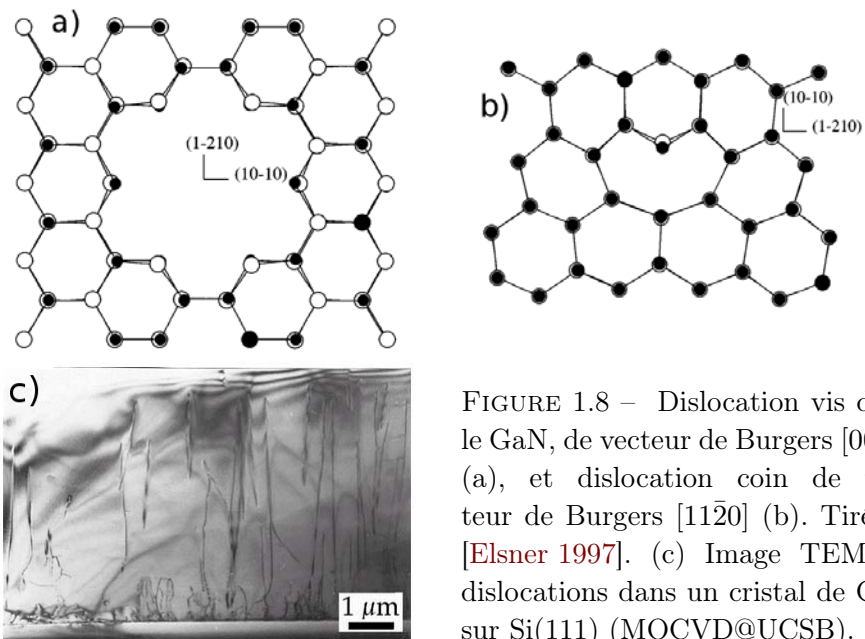 a)
(1-210)
(10-10)
b)
(10-10)
(1-210)
c)
1 μm
FIGURE 1.8 – Dislocation vis
le GaN, de vecteur de Burgers [00
(a), et dislocation coin de
teur de Burgers [112̄0] (b). Tiré
[Elsner 1997]. (c) Image TEM
dislocations dans un cristal de
sur Si(111) (MOCVD@UCSB).